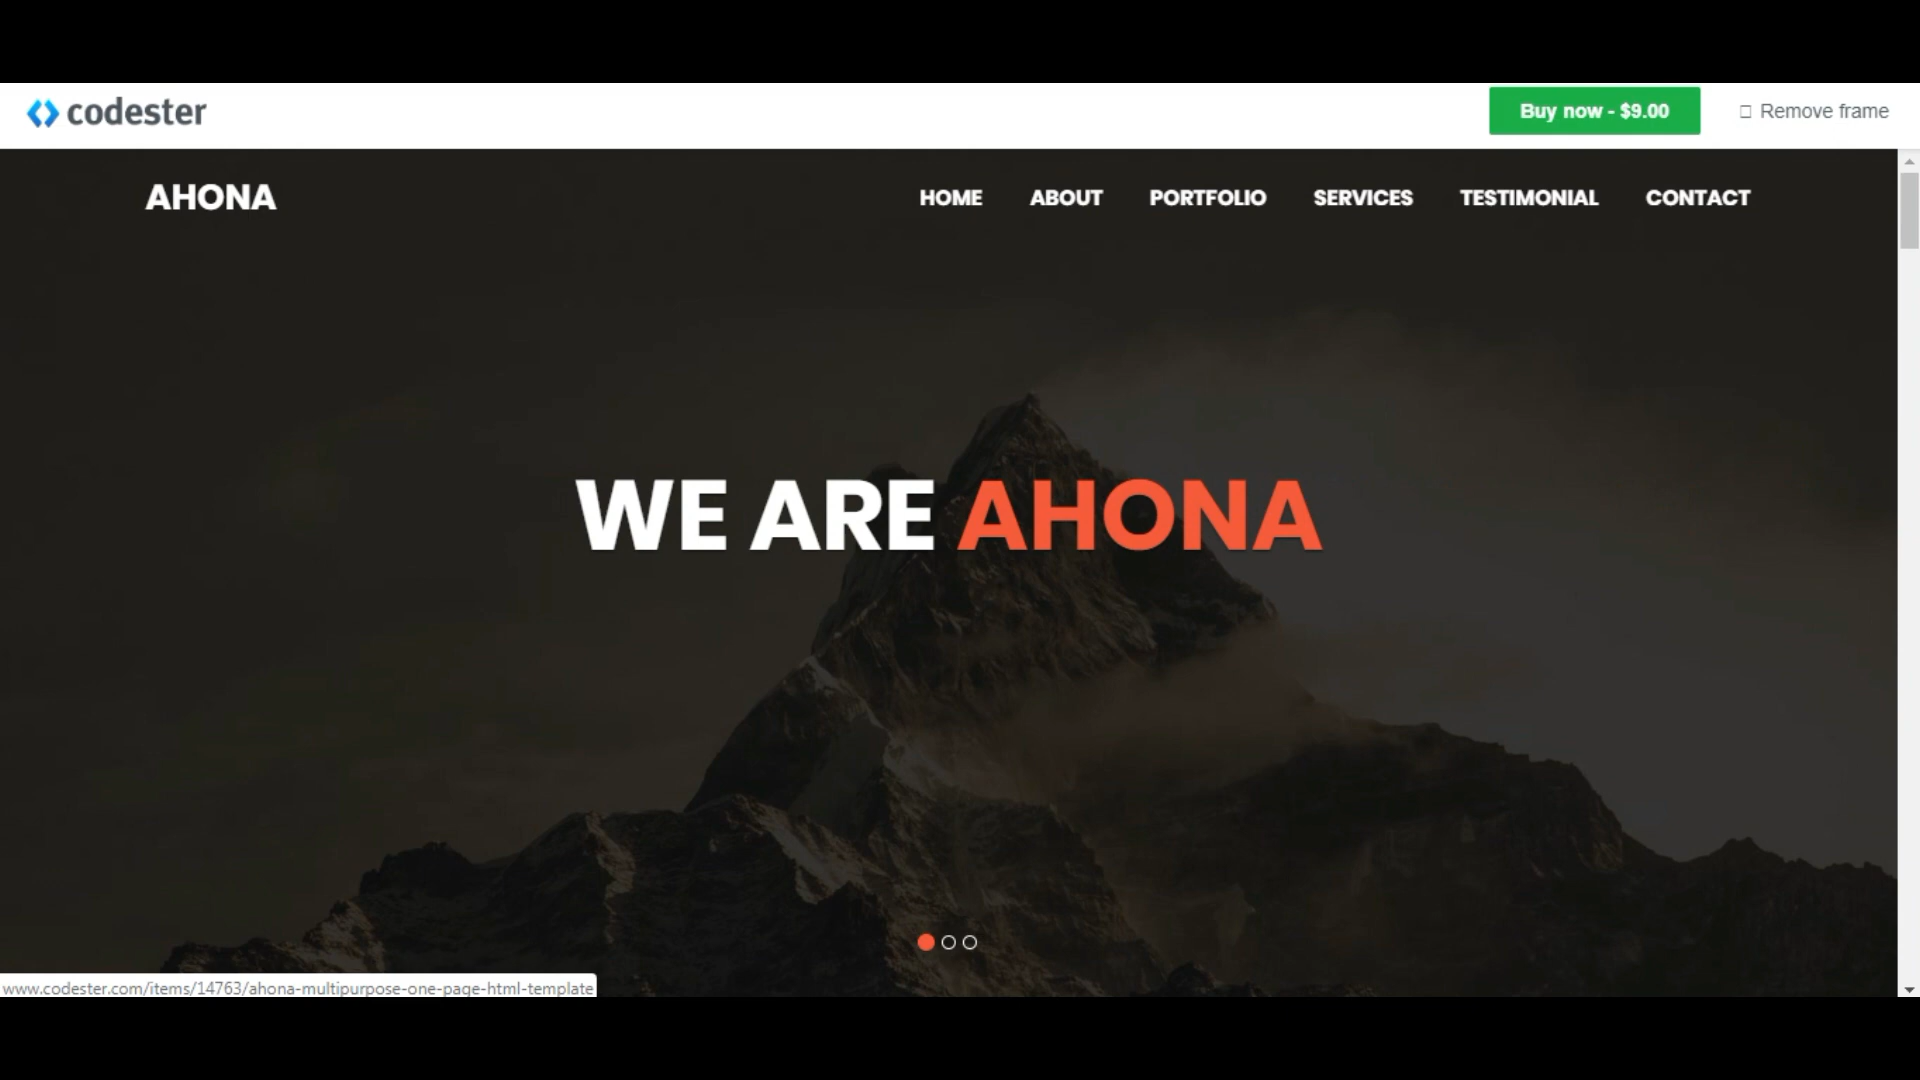 codester
Buy now - $9.00
Remove frame
AHONA
HOME ABOUT PORTFOLIO SERVICES TESTIMONIAL CONTACT
WE ARE AHONA
www.codester.com/items/14763/ahona-multipurpose-one-page-html-template